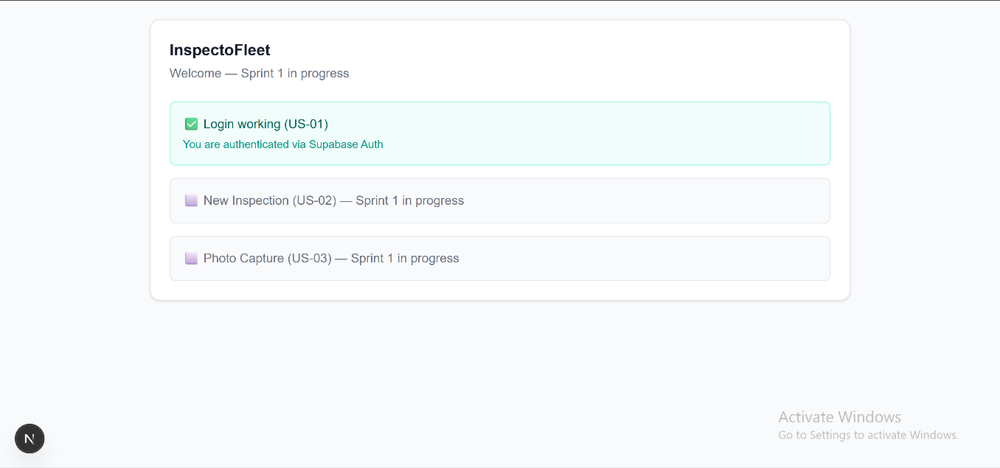 InspectoFleet
Welcome — Sprint 1 in progress
✅ Login working (US-01)
You are authenticated via Supabase Auth
New Inspection (US-02) — Sprint 1 in progress
Photo Capture (US-03) — Sprint 1 in progress
Activate Windows
Go to Settings to activate Windows.
N